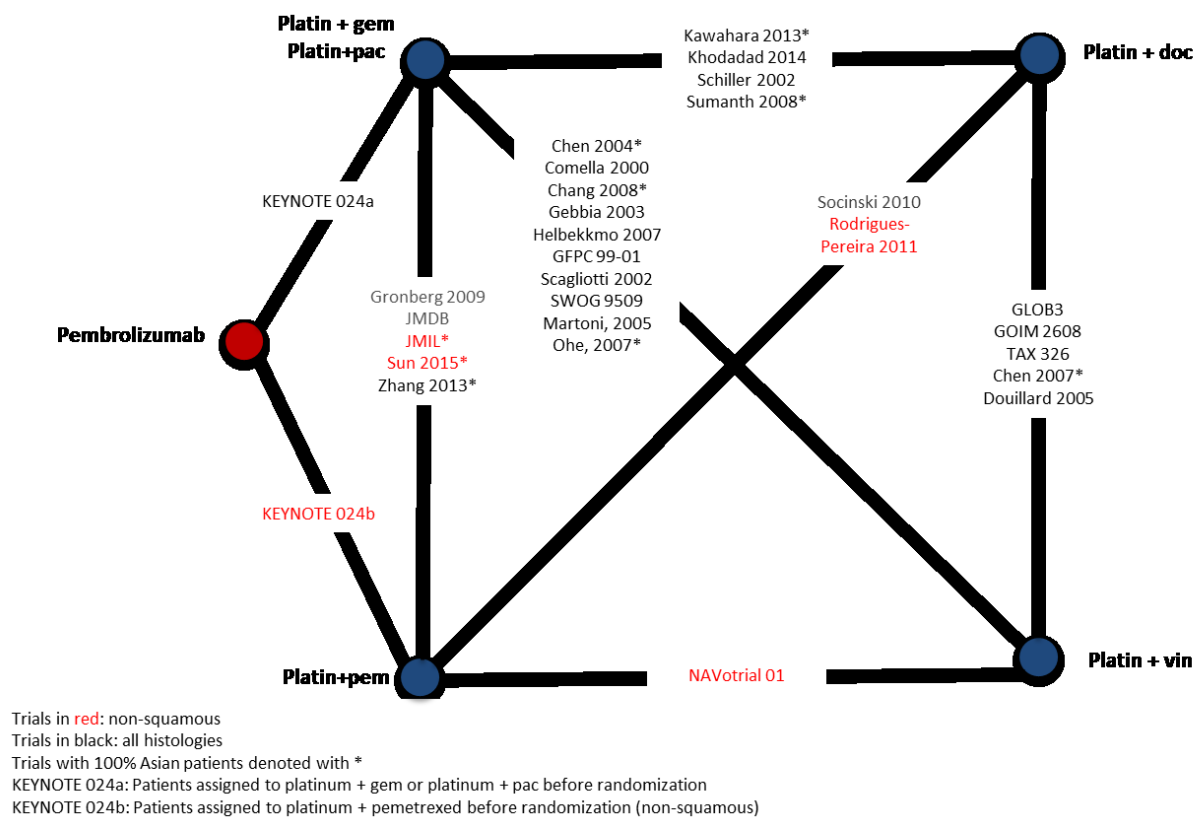 Platin + gem
Platin+pac
Kawahara 2013*
Khodadad 2014
Schiller 2002
Sumanth 2008*
Platin + doc
Chen 2004*
Comella 2000
Chang 2008*
Gebbia 2003
Helbekkmo 2007
GFPC 99-01
Scagliotti 2002
SWOG 9509
Martoni, 2005
Ohe, 2007*
KEYNOTE 024a
Socinski 2010
Rodrigues-
Pereira 2011
Gronberg 2009
JMDB
JMIL*
Sun 2015*
Zhang 2013*
GLOB3
GOIM 2608
TAX 326
Chen 2007*
Douillard 2005
Pembrolizumab
KEYNOTE 024b
Platin+pem
NAVotrial 01
Platin + vin
Trials in red: non-squamous
Trials in black: all histologies
Trials with 100% Asian patients denoted with *
KEYNOTE 024a: Patients assigned to platinum + gem or platinum + pac before randomization
KEYNOTE 024b: Patients assigned to platinum + pemetrexed before randomization (non-squamous)